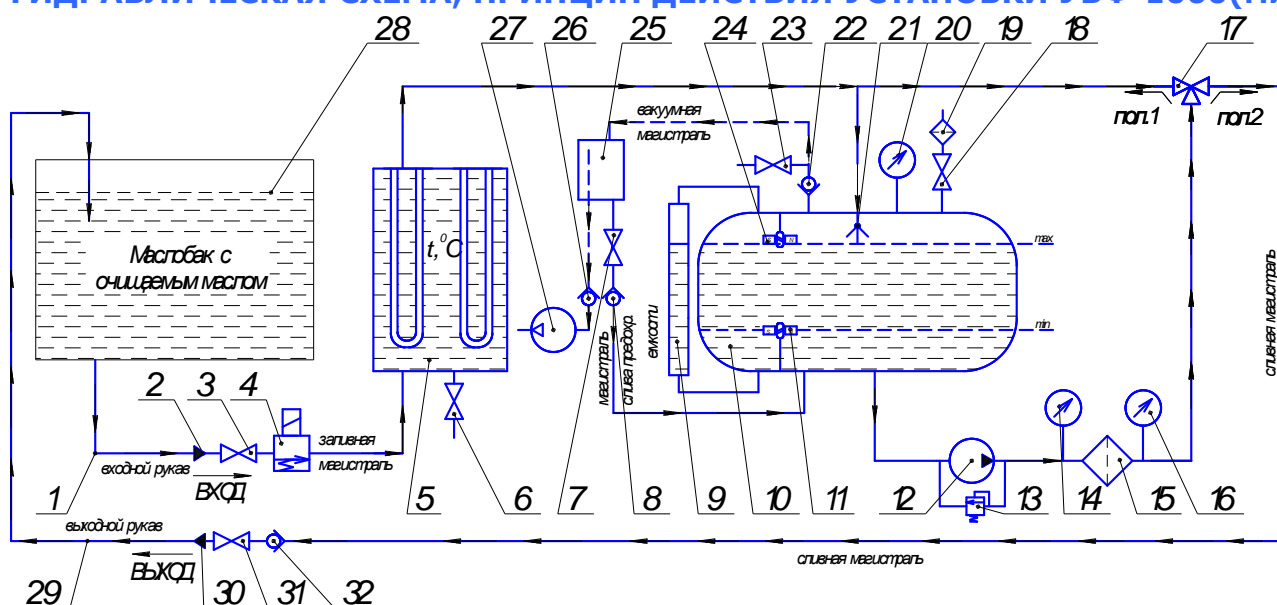 28 27 26 25 24 23 22 21 20 19 18 17
вакуумная
магистраль
пол.1
пол.2
Маслобак с
очищаемым маслом
t,°C
max
min
магистраль
слива предохр.
емкости
сливная магистраль
2 3 4
заливная
магистраль
входной рукав
ВХОД
1 5 6 7 8 9 10 11 12 13 14 15 16
выходной рукав
ВЫХОД
сливная магистраль
29 30 31 32